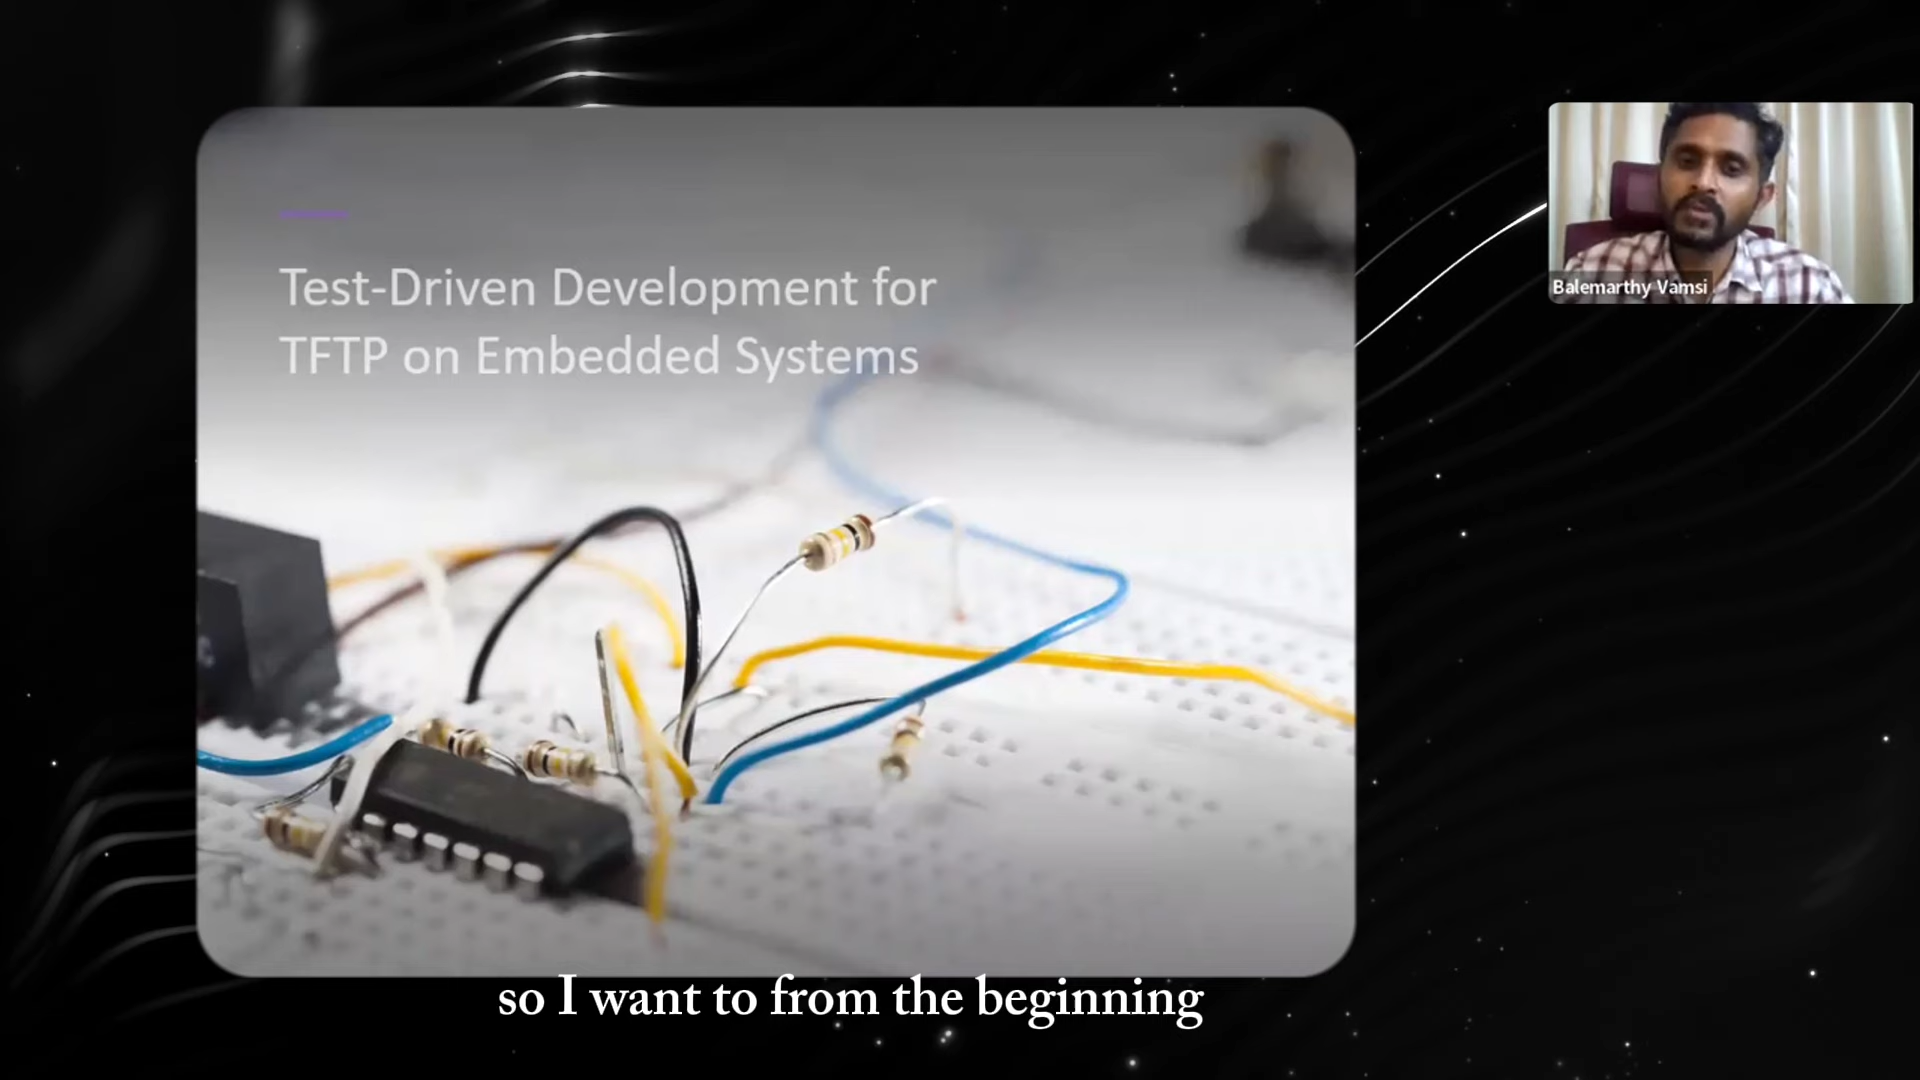 Test-Driven Development for
TFTP on Embedded Systems
Balemarthy Vamsi
so I want to from the beginning